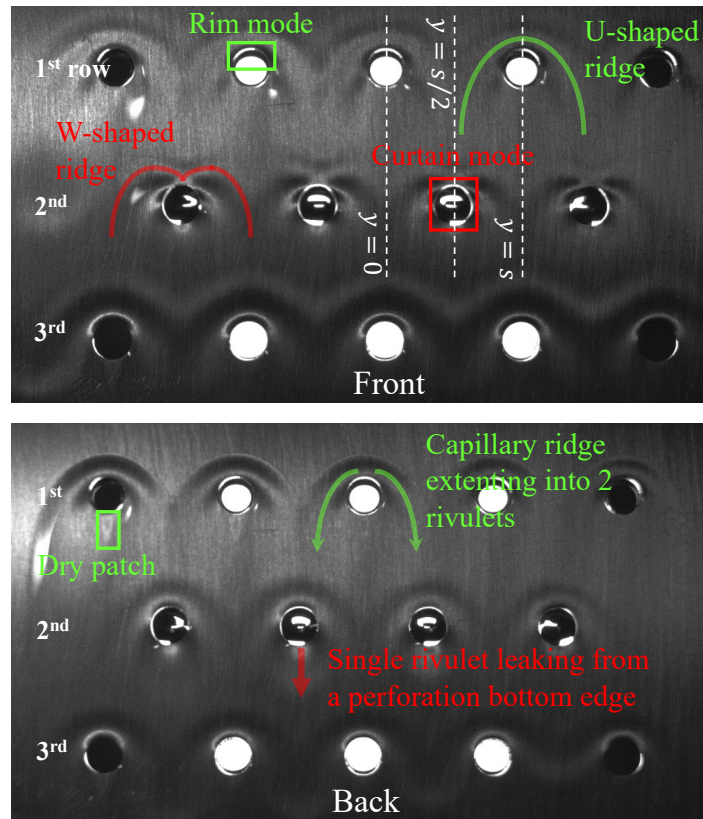 Rim mode
U-shaped
ridge
1st row
y = s/2
W-shaped
ridge
Curtain mode
2nd
y = 0
y = s
3rd
Front
Capillary ridge
extenting into 2
rivulets
1st
Dry patch
2nd
Single rivulet leaking from
a perforation bottom edge
3rd
Back